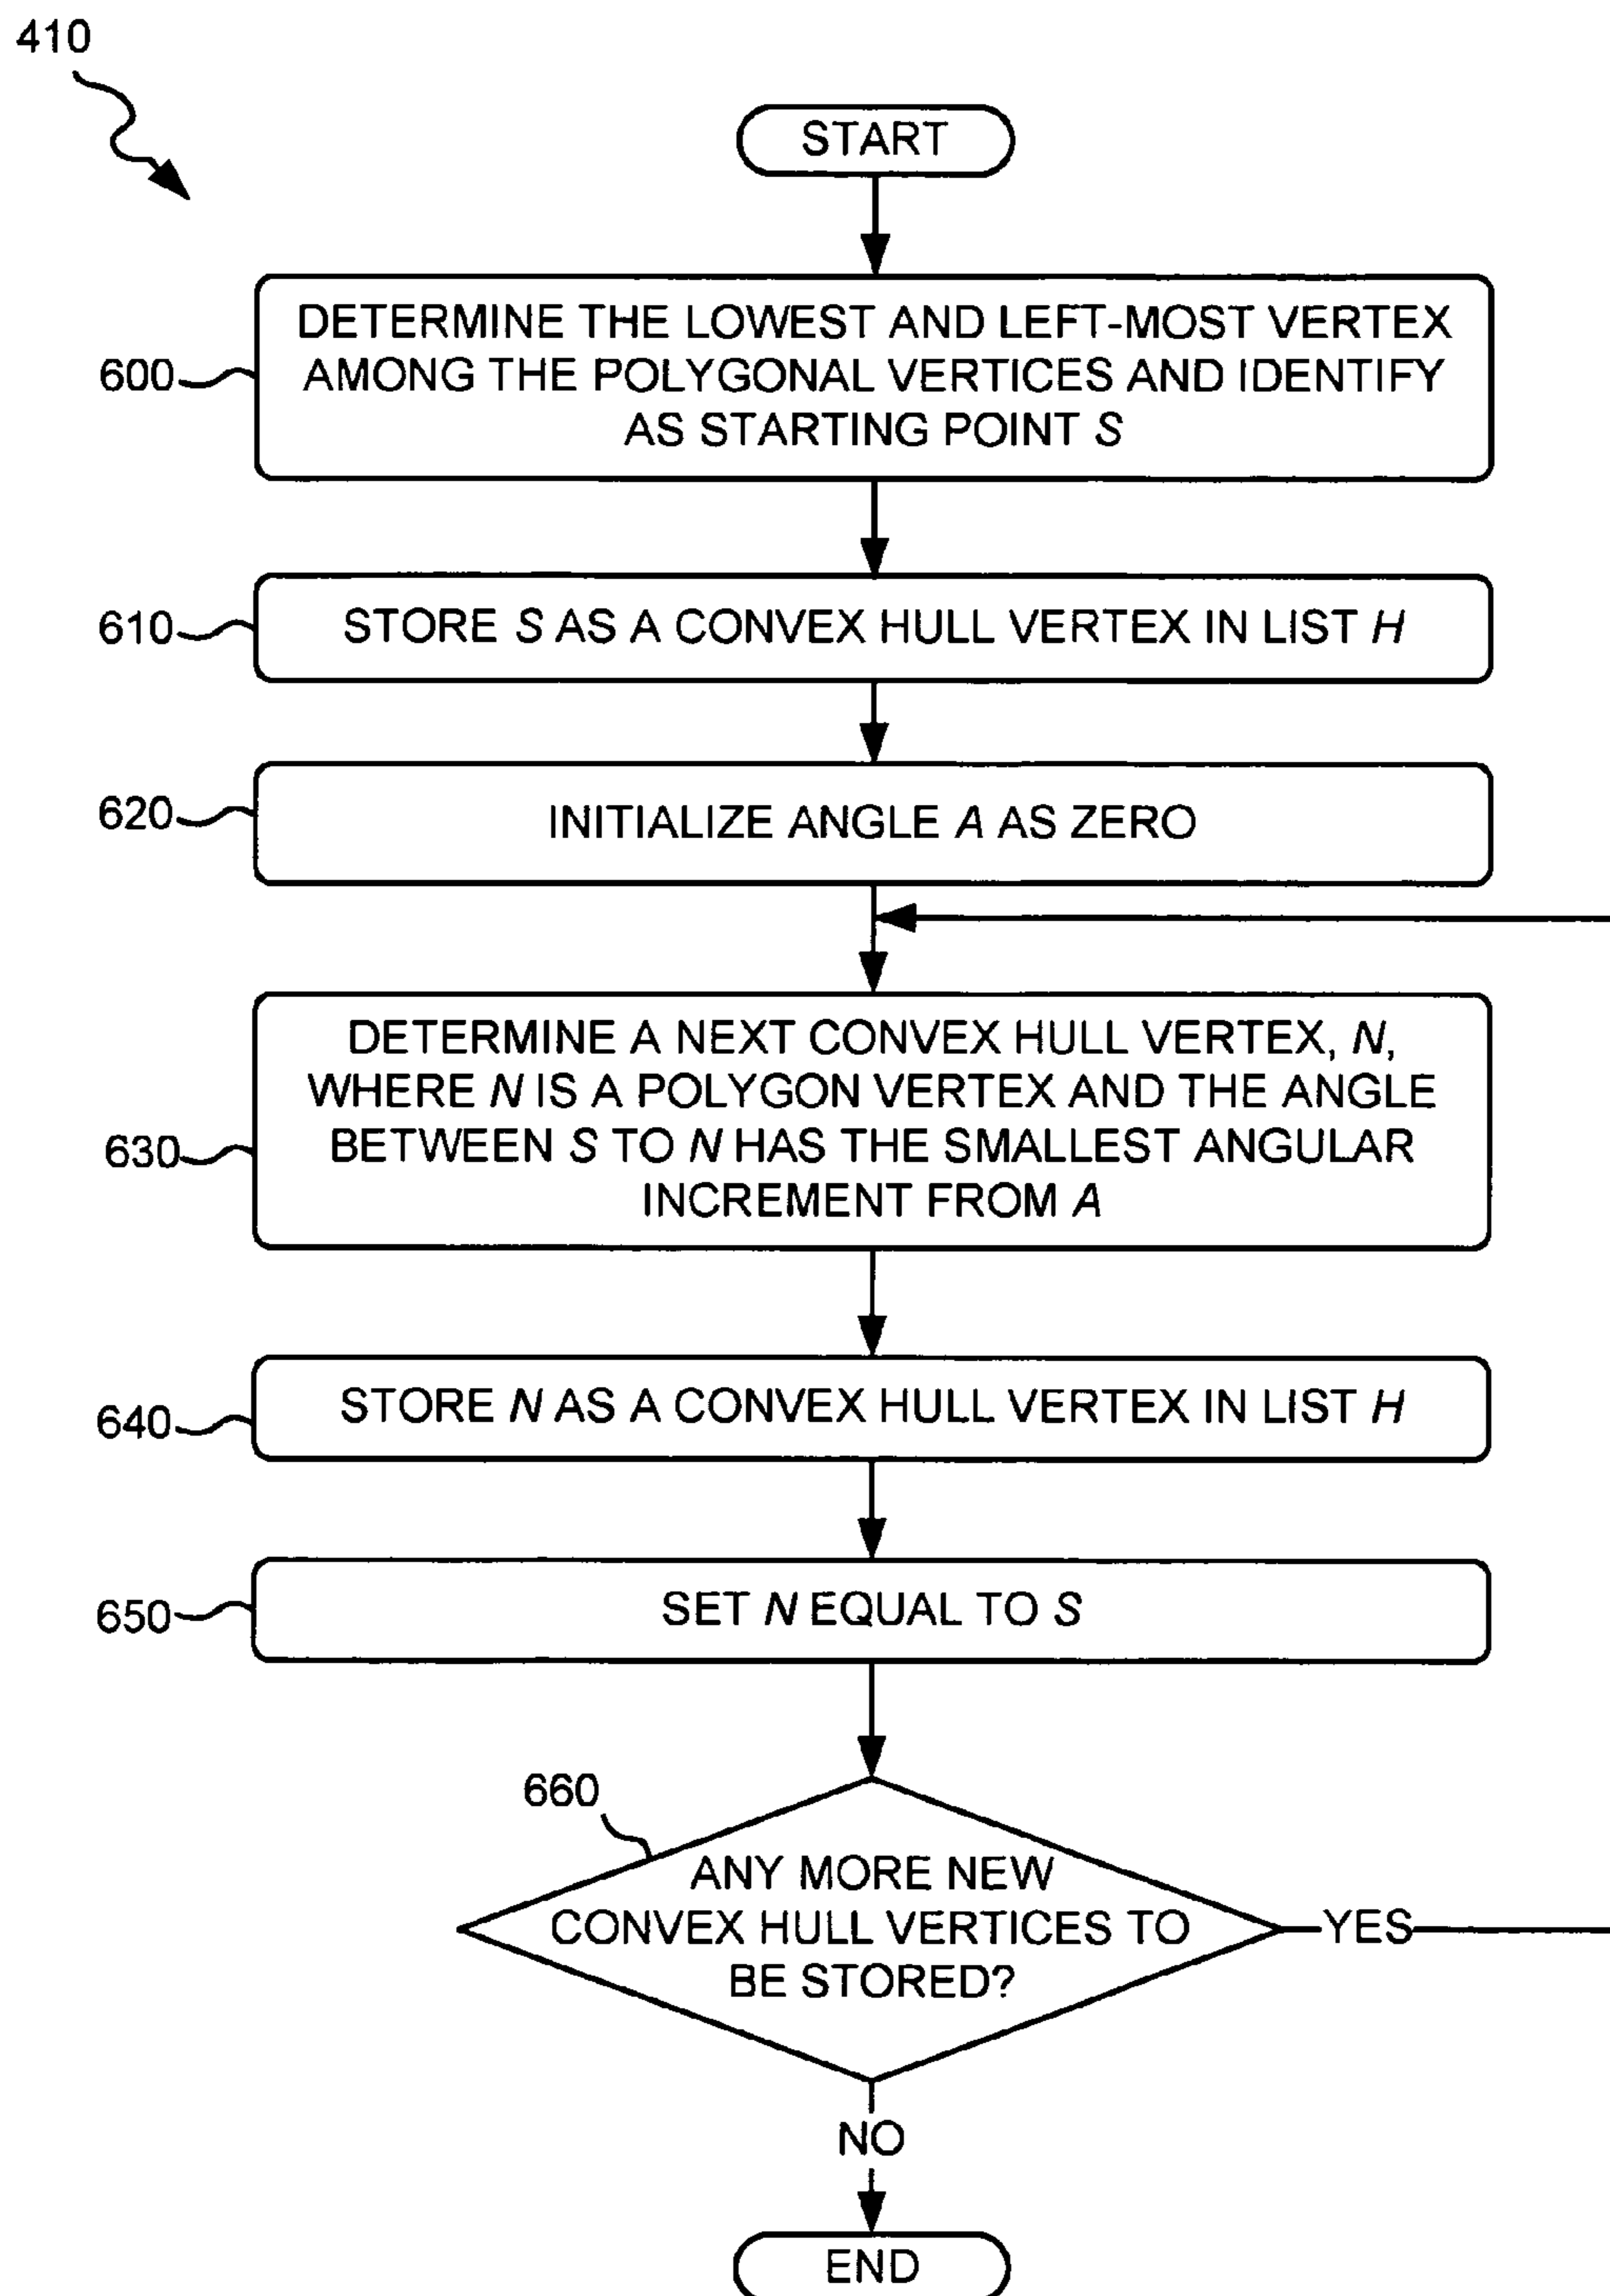 410
START
600
DETERMINE THE LOWEST AND LEFT-MOST VERTEX
AMONG THE POLYGONAL VERTICES AND IDENTIFY
AS STARTING POINT S
610
STORE S AS A CONVEX HULL VERTEX IN LIST H
620
INITIALIZE ANGLE A AS ZERO
630
DETERMINE A NEXT CONVEX HULL VERTEX, N,
WHERE N IS A POLYGON VERTEX AND THE ANGLE
BETWEEN S TO N HAS THE SMALLEST ANGULAR
INCREMENT FROM A
640
STORE N AS A CONVEX HULL VERTEX IN LIST H
650
SET N EQUAL TO S
660
ANY MORE NEW
CONVEX HULL VERTICES TO
BE STORED?
YES
NO
END